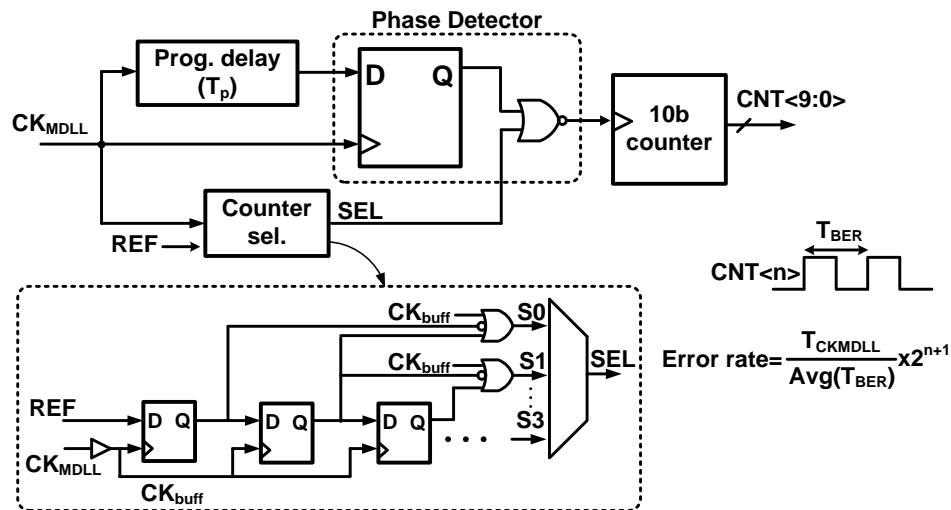 Phase Detector
Prog. delay
(Tp)
D Q
CKMDLL
10b
counter
CNT<9:0>
Counter
sel.
SEL
REF
TBER
CNT<n>
CKbuff
S0
CKbuff
S1
SEL
S3
REF
D Q
D Q
D Q
CKMDLL
CKbuff
Error rate= TCKMDLL
Avg(TBER)
x2n+1